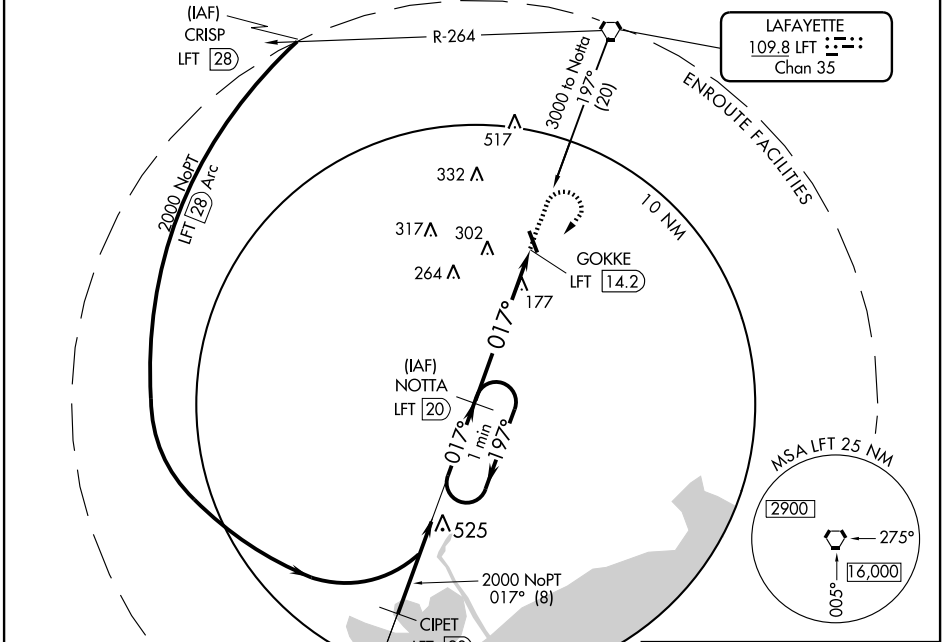 (IAF)
CRISP
LFT 28
R-264
LAFAYETTE
109.8 LFT
Chan 35
3000 to Notta
197°
(20)
ENROUTE FACILITIES
517
2000 NoPT
LFT 28 Arc
332
10 NM
317
302
264
GOKKE
LFT 14.2
177
017°
(IAF)
NOTTA
LFT 20
017°
1 min
197°
525
MSA LFT 25 NM
2900
275°
16,000
005°
2000 NoPT
017° (8)
CIPET